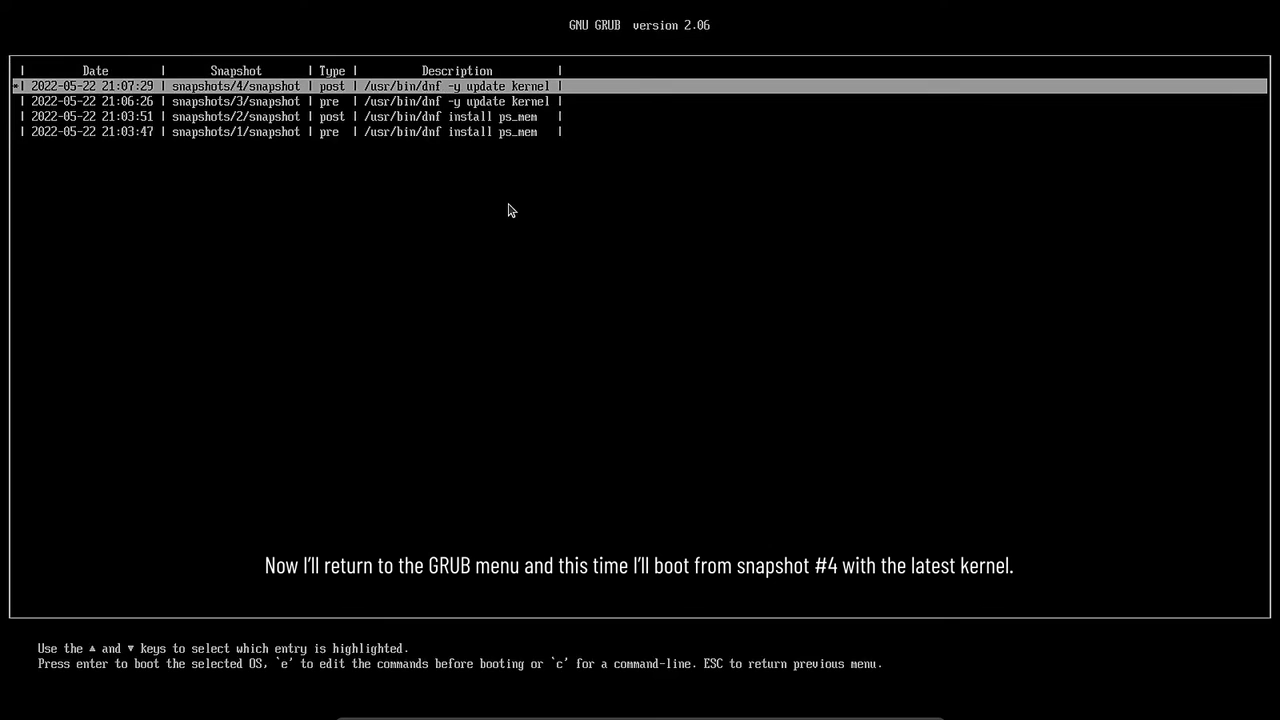 GNU GRUB  version 2.06
|         Date         |       Snapshot       | Type |          Description          |
*| 2022-05-22 21:07:29 | snapshots/4/snapshot | post | /usr/bin/dnf -y update kernel |
| 2022-05-22 21:06:26 | snapshots/3/snapshot | pre  | /usr/bin/dnf -y update kernel |
| 2022-05-22 21:03:51 | snapshots/2/snapshot | post | /usr/bin/dnf install ps_mem   |
| 2022-05-22 21:03:47 | snapshots/1/snapshot | pre  | /usr/bin/dnf install ps_mem   |
Now I'll return to the GRUB menu and this time I'll boot from snapshot #4 with the latest kernel.
Use the ▲ and ▼ keys to select which entry is highlighted.
Press enter to boot the selected OS, `e' to edit the commands before booting or `c' for a command-line. ESC to return previous menu.